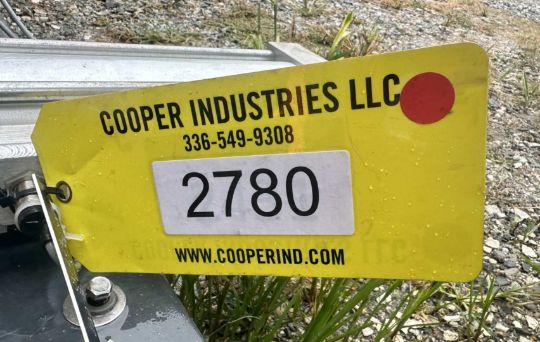 COOPER INDUSTRIES LLC
336-549-9308
2780
WWW.COOPERIND.COM